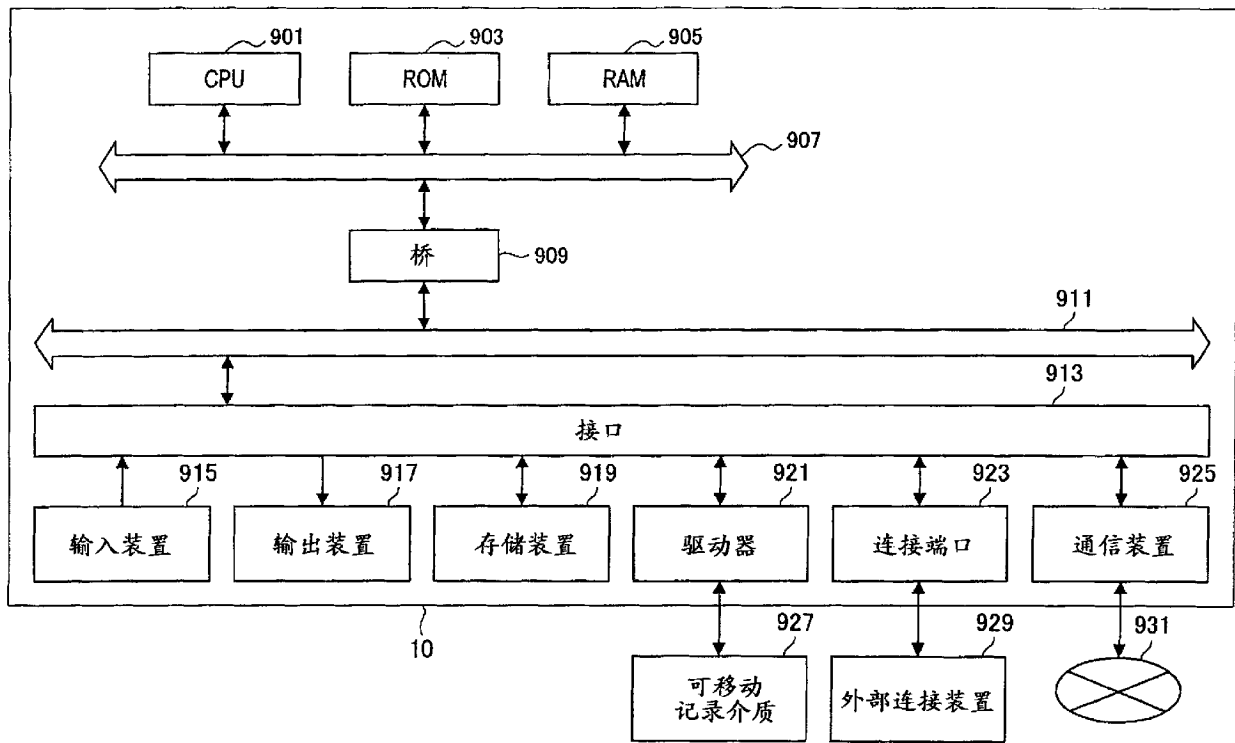 901
903
905
CPU
ROM
RAM
907
桥
909
911
913
接口
915
917
919
921
923
925
输入装置
输出装置
存储装置
驱动器
连接端口
通信装置
10
927
929
931
可移动
记录介质
外部连接装置